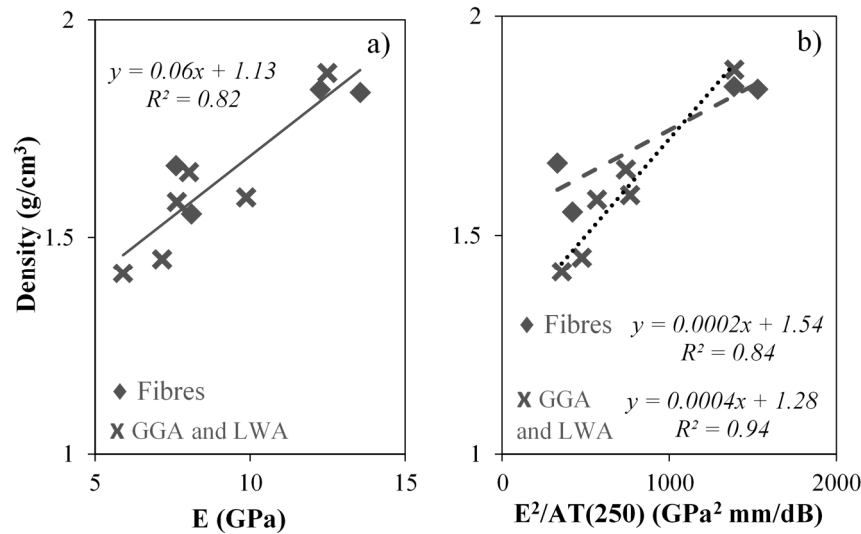 a)
y = 0.06x + 1.13
R² = 0.82
Density (g/cm³)
2
1.5
1
Fibres
GGA and LWA
5
10
15
E (GPa)
b)
2
1.5
1
Fibres
y = 0.0002x + 1.54
R² = 0.84
GGA
and LWA
y = 0.0004x + 1.28
R² = 0.94
0
1000
2000
E²/AT(250) (GPa² mm/dB)